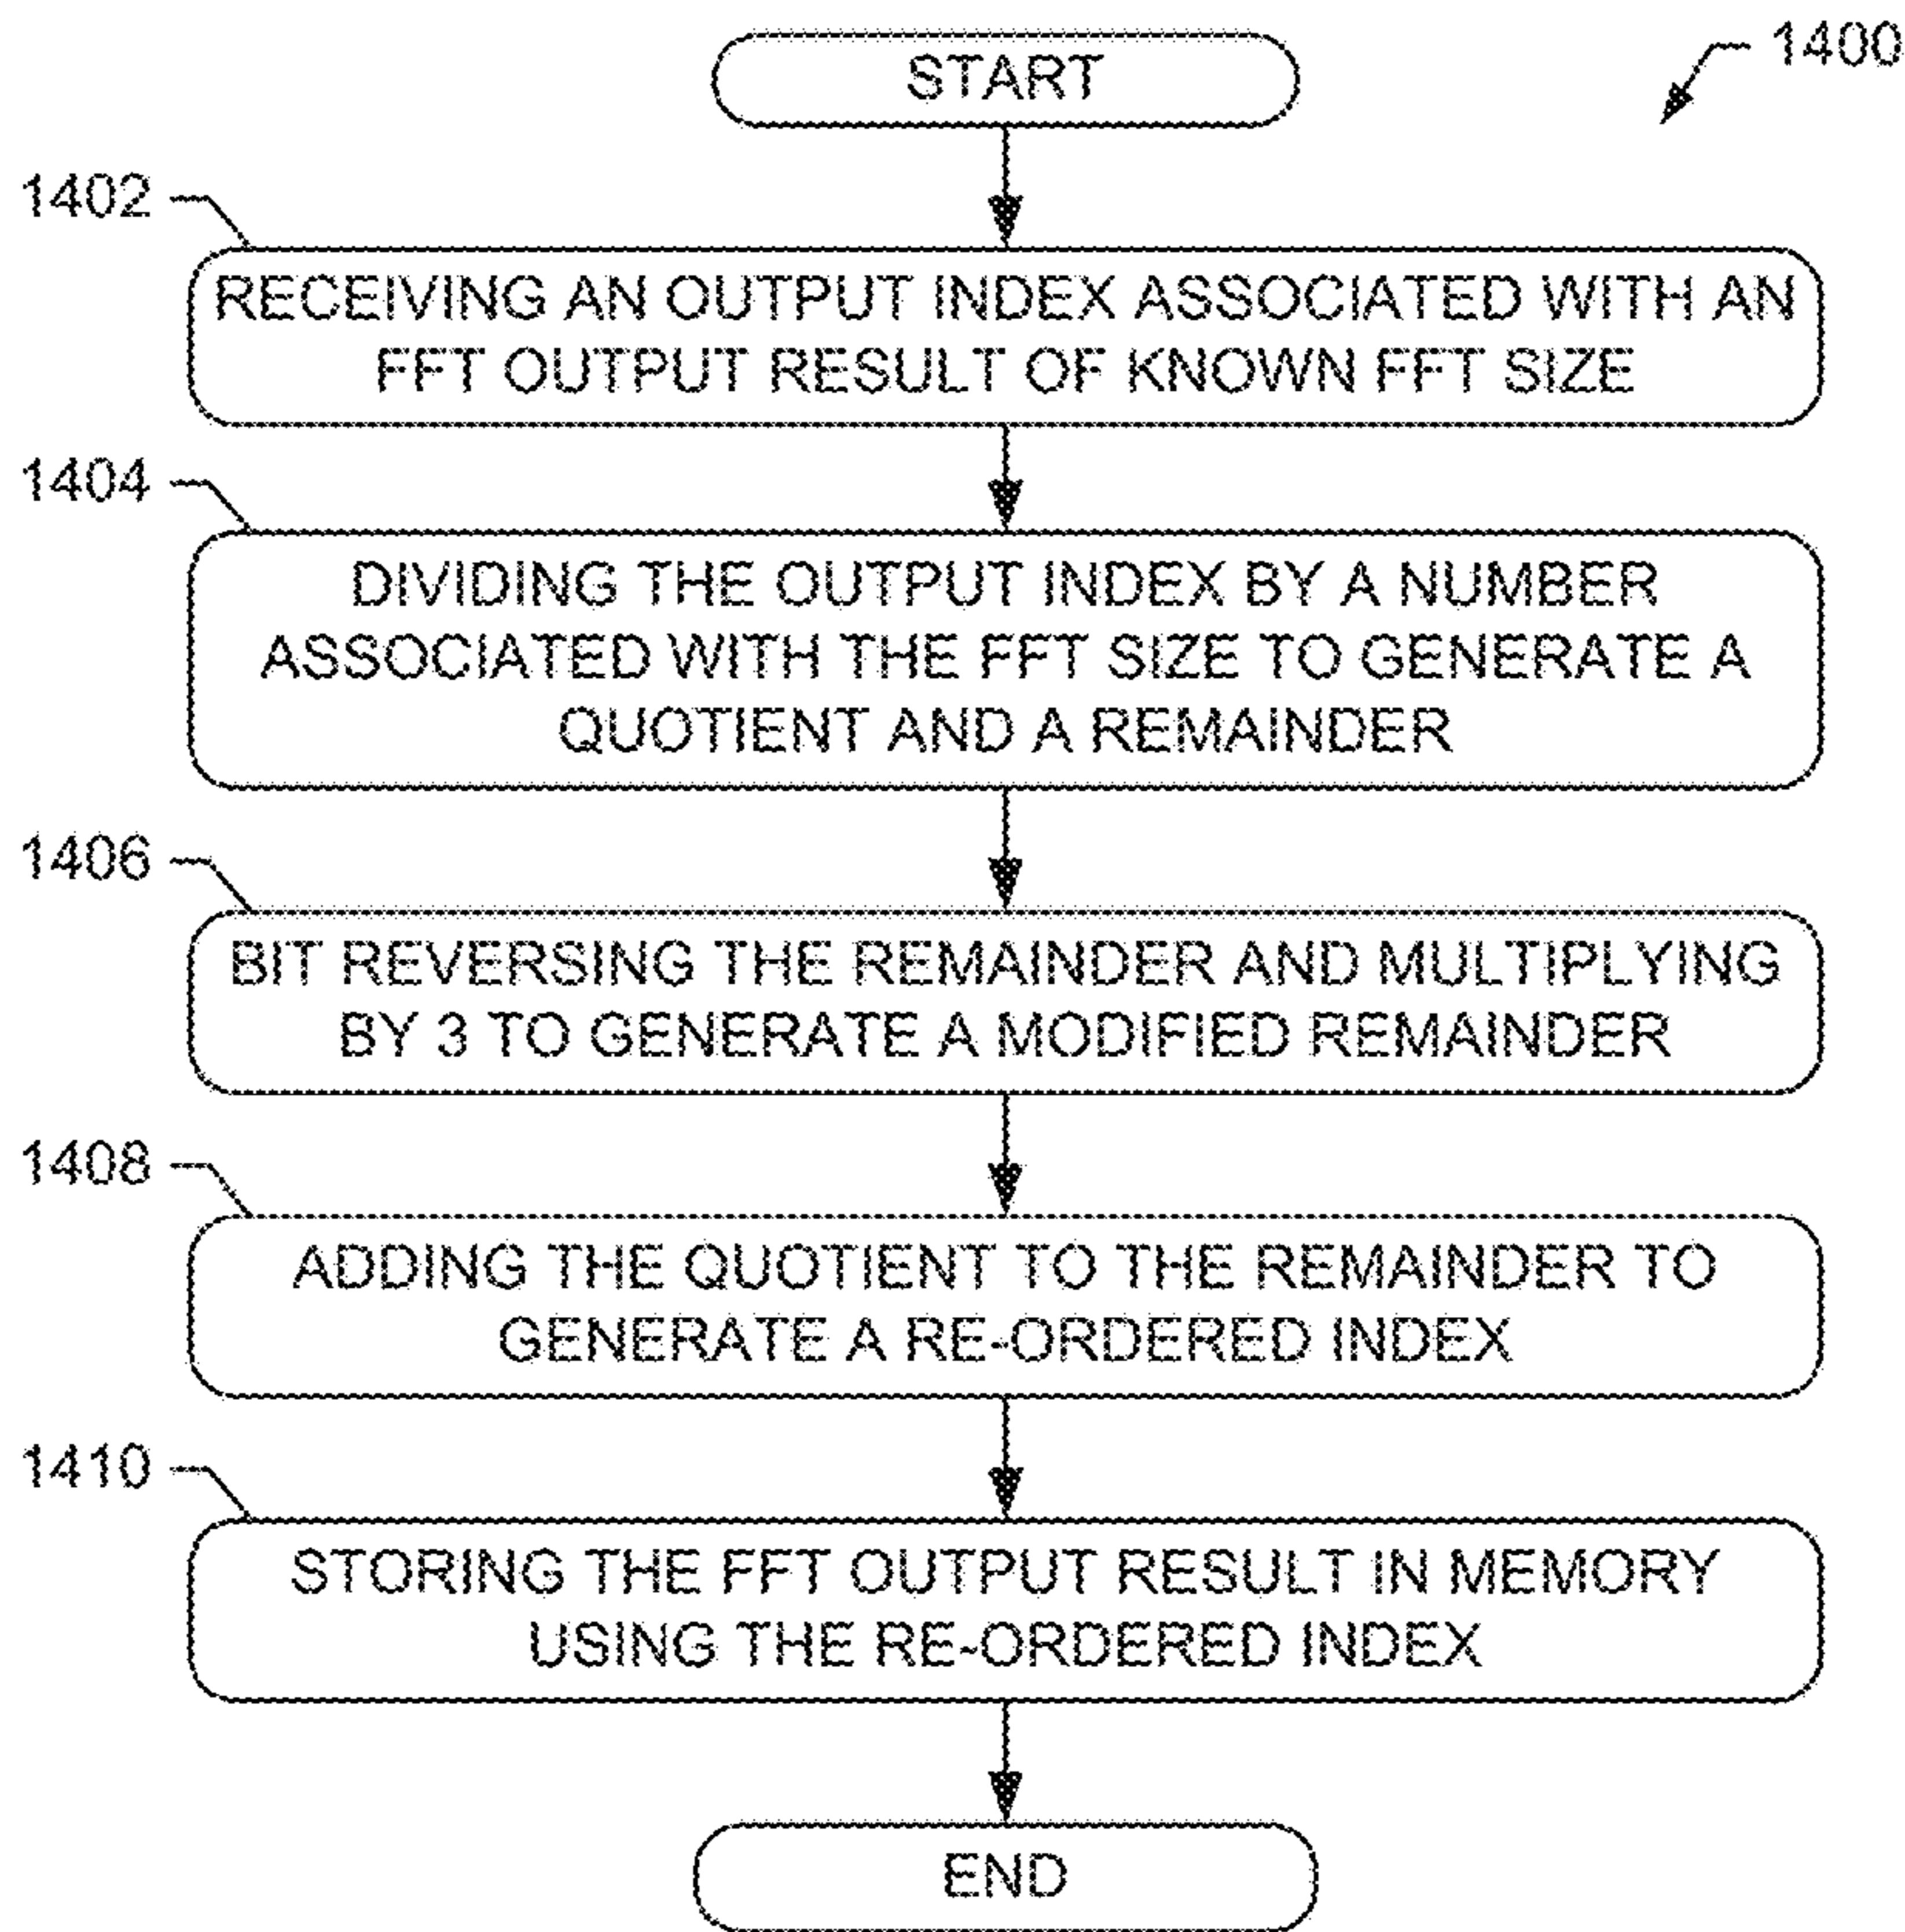 START
1400
1402
RECEIVING AN OUTPUT INDEX ASSOCIATED WITH AN
FFT OUTPUT RESULT OF KNOWN FFT SIZE
1404
DIVIDING THE OUTPUT INDEX BY A NUMBER
ASSOCIATED WITH THE FFT SIZE TO GENERATE A
QUOTIENT AND A REMAINDER
1406
BIT REVERSING THE REMAINDER AND MULTIPLYING
BY 3 TO GENERATE A MODIFIED REMAINDER
1408
ADDING THE QUOTIENT TO THE REMAINDER TO
GENERATE A RE-ORDERED INDEX
1410
STORING THE FFT OUTPUT RESULT IN MEMORY
USING THE RE-ORDERED INDEX
END